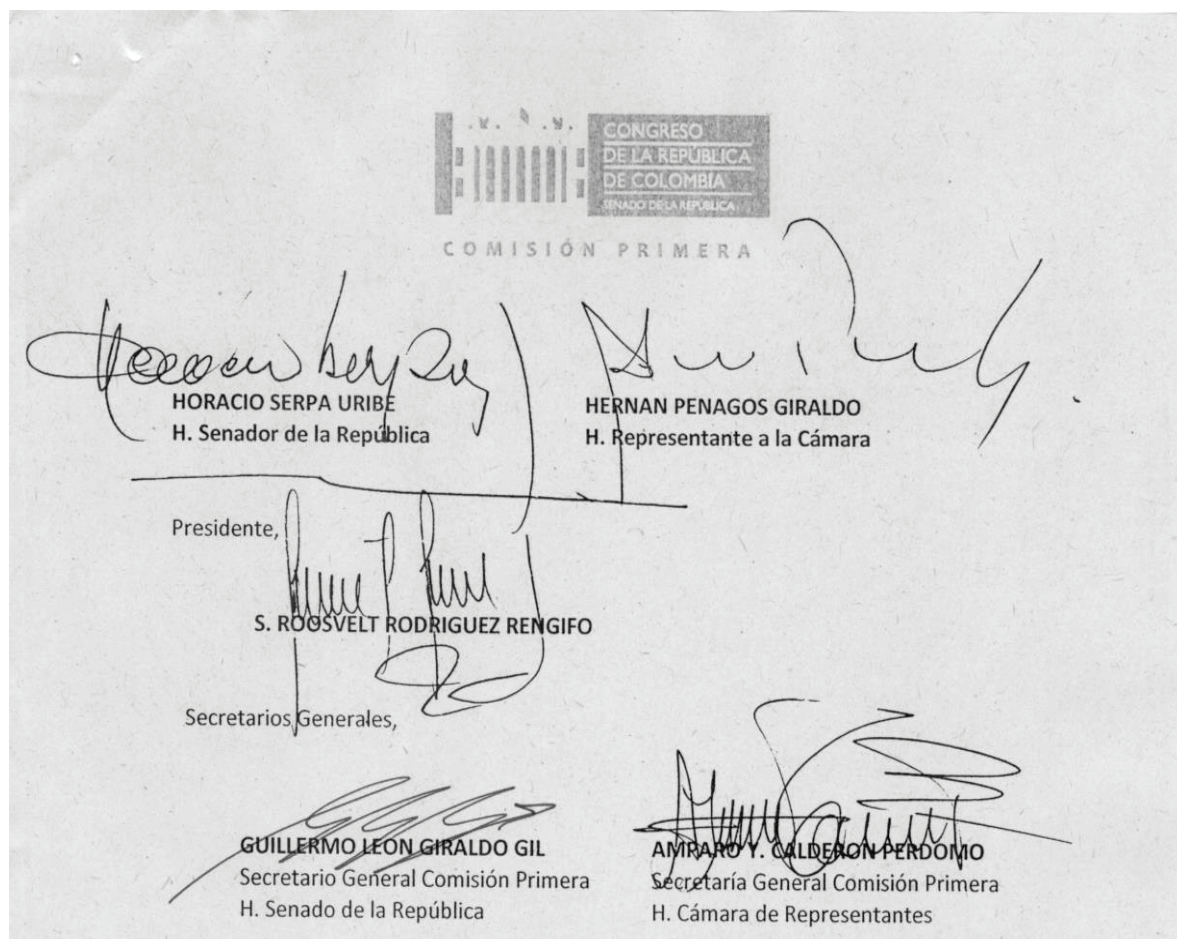 CONGRESO
DE LA REPÚBLICA
DE COLOMBIA
SENADO DE LA REPÚBLICA
COMISIÓN PRIMERA
HORACIO SERPA URIBE
H. Senador de la República
HERNAN PENAGOS GIRALDO
H. Representante a la Cámara
Presidente,
S. ROOSVELT RODRIGUEZ RENGIFO
Secretarios Generales,
GUILLERMO LEON GIRALDO GIL
Secretario General Comisión Primera
H. Senado de la República
AMPARO Y. CALDERON PERDOMO
Secretaría General Comisión Primera
H. Cámara de Representantes